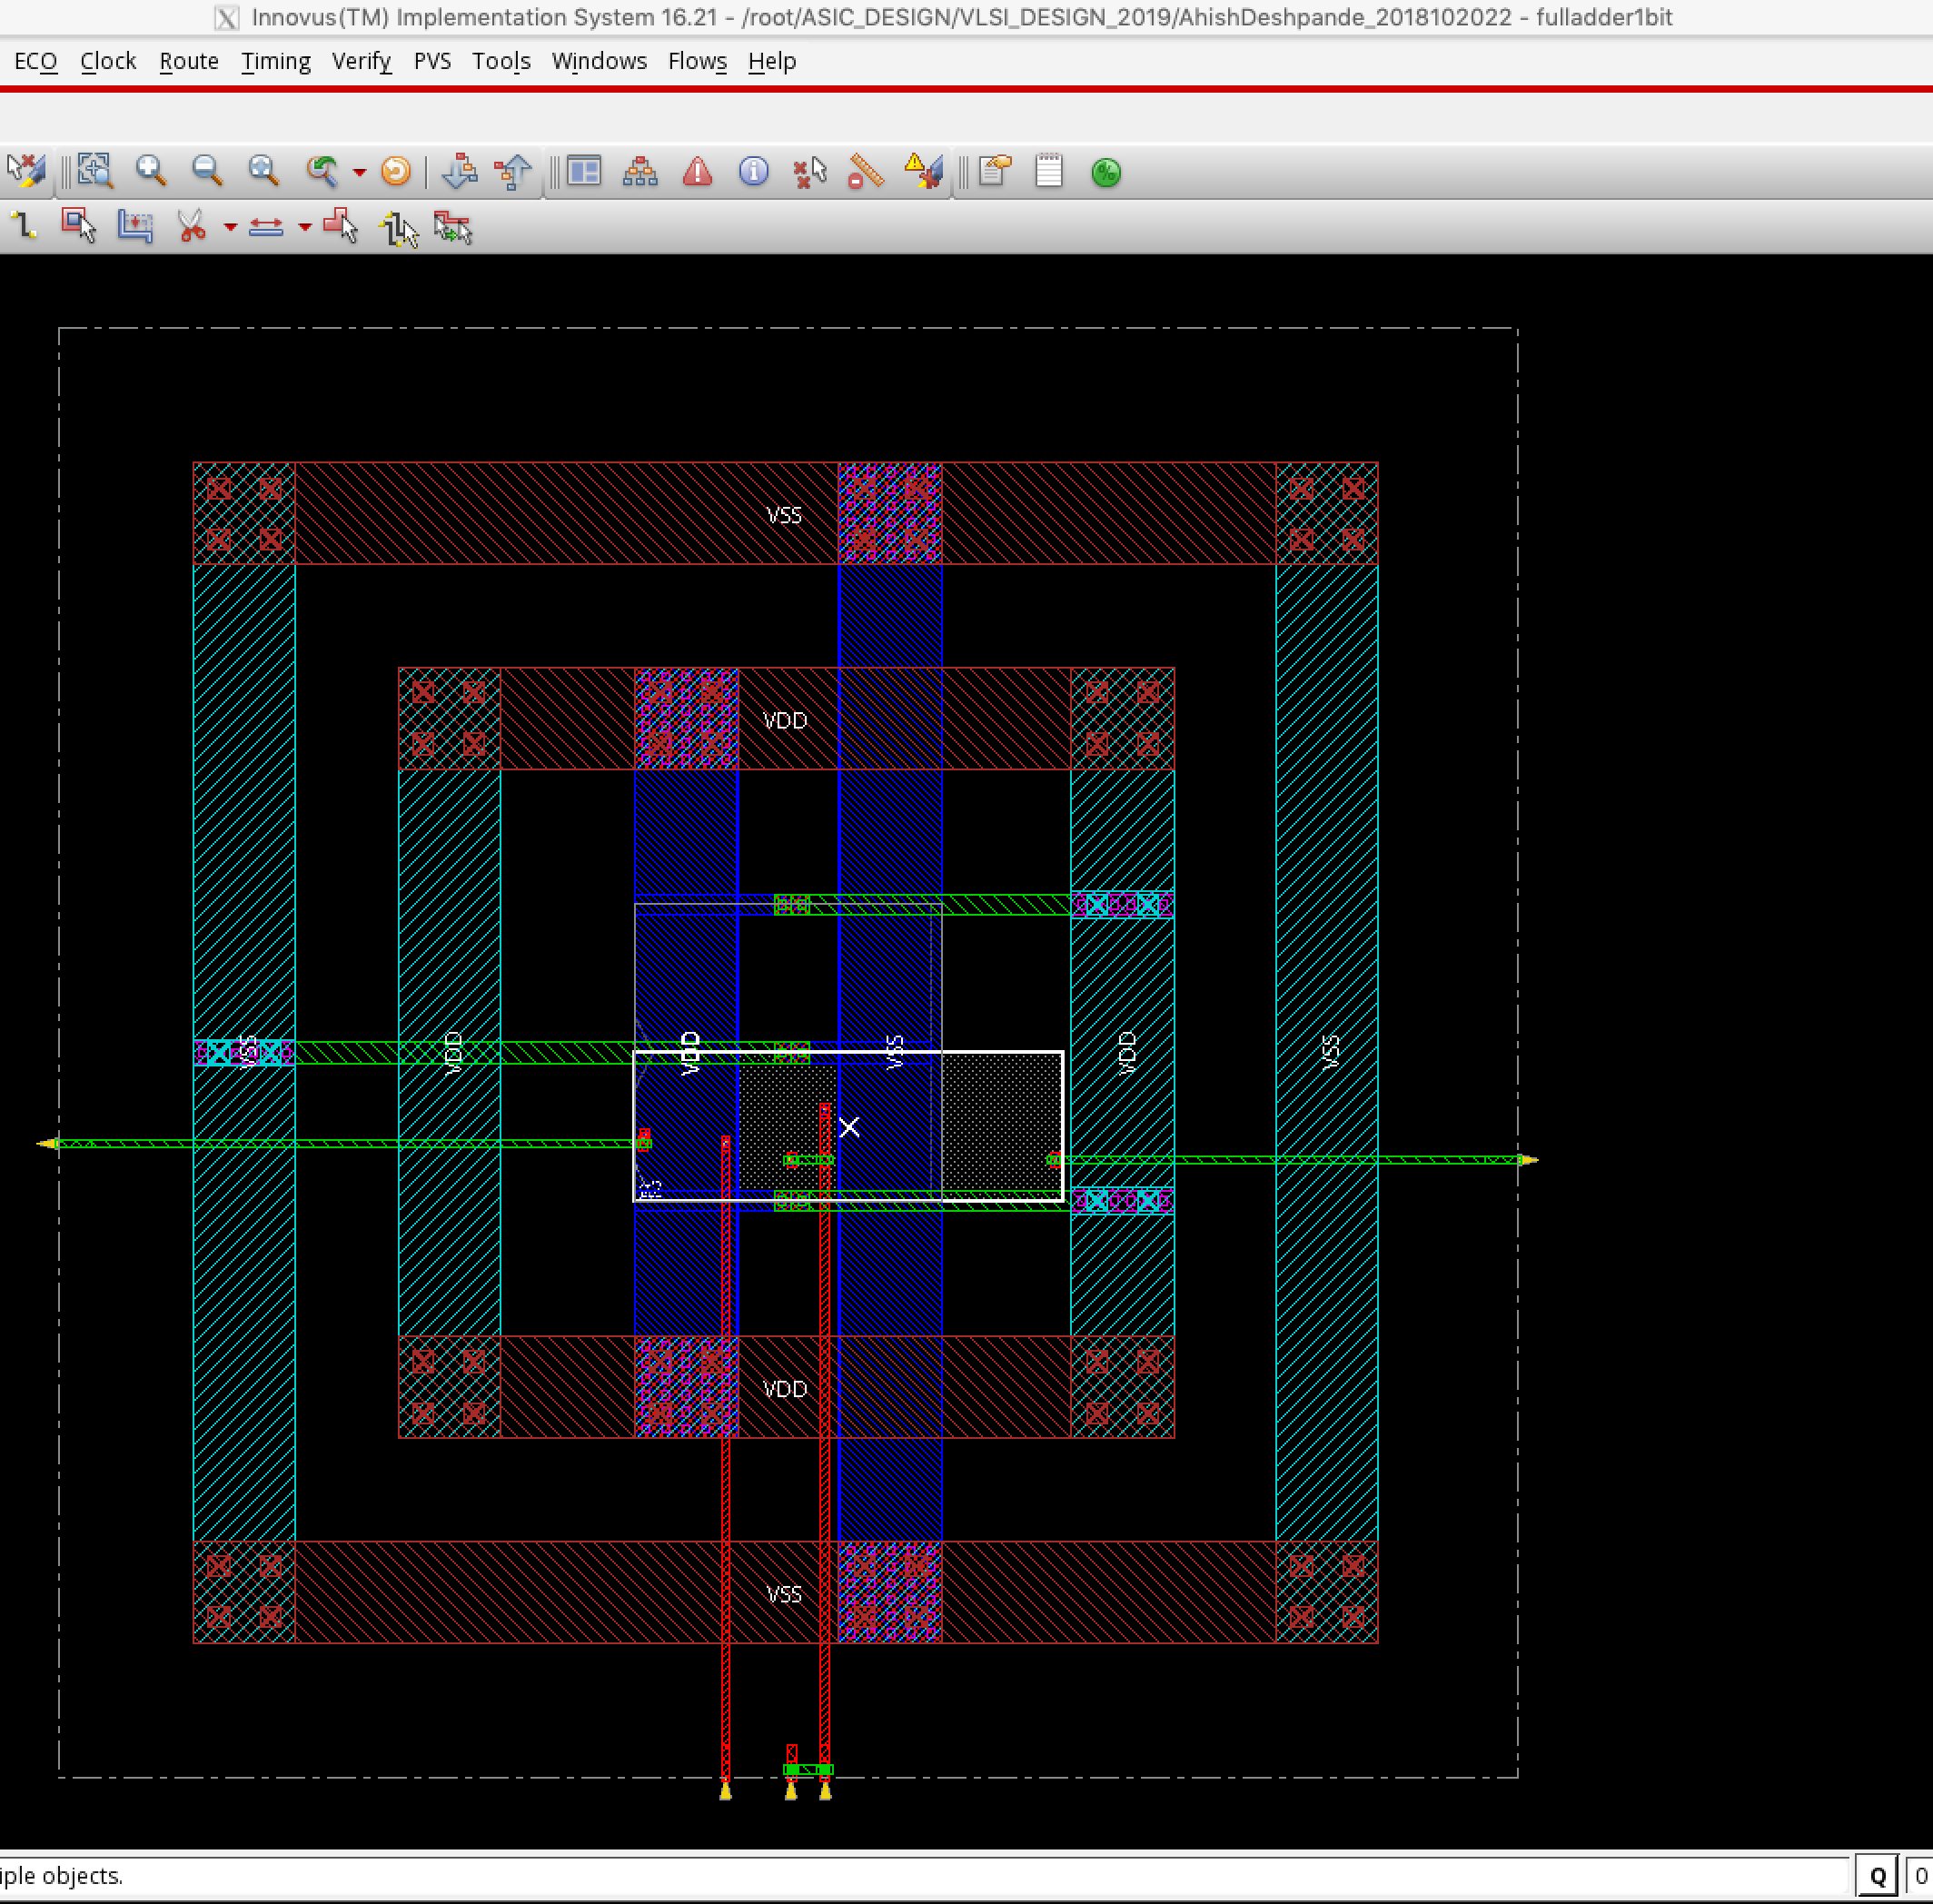 Innovus(TM) Implementation System 16.21 - /root/ASIC_DESIGN/VLSI_DESIGN_2019/AhishDeshpande_2018102022 - fulladder1bit
ECO Clock Route Timing Verify PVS Tools Windows Flows Help
VSS
VDD
VSS VDD VDD VSS VDD VSS
VDD
VSS
iple objects.
Q 0